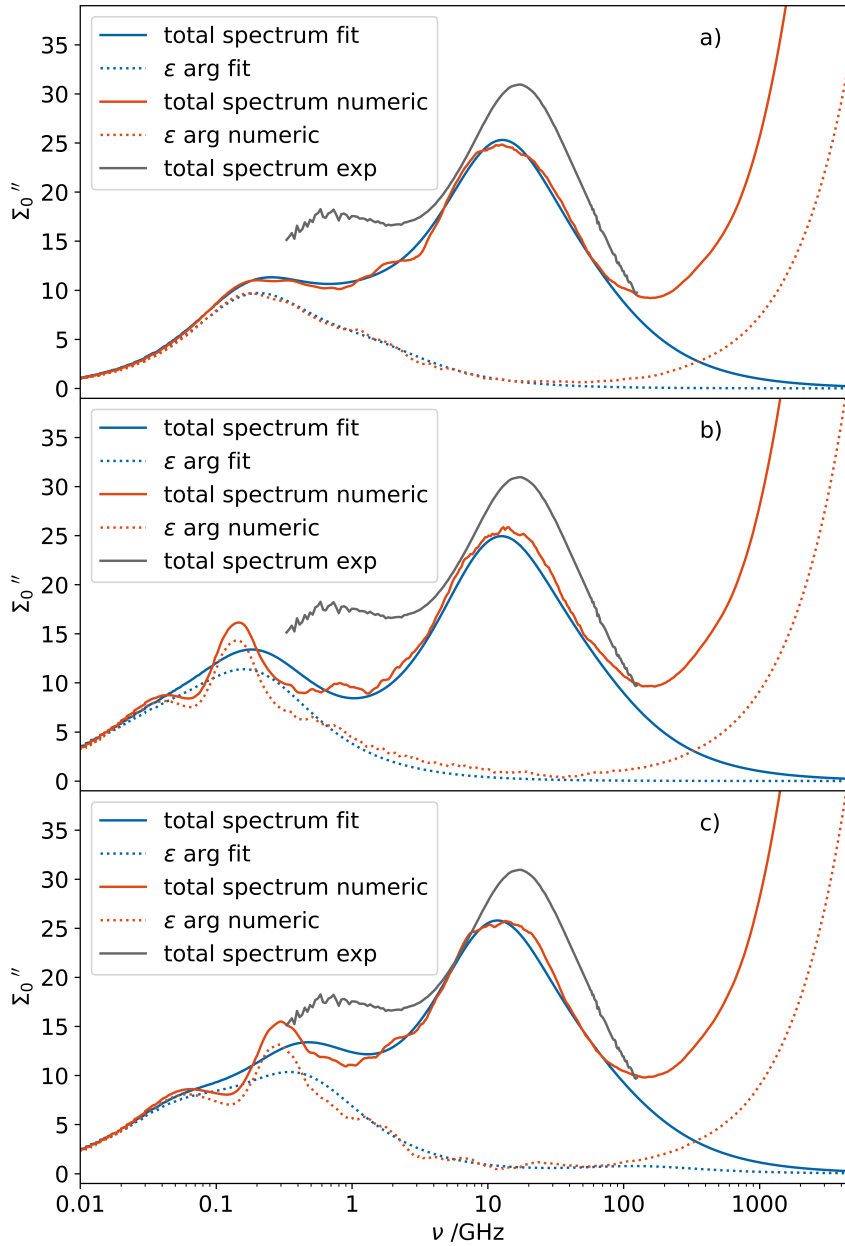 total spectrum fit
ε arg fit
total spectrum numeric
ε arg numeric
total spectrum exp
a)
35
30
25
20
15
10
5
0
Σ₀ ″
total spectrum fit
ε arg fit
total spectrum numeric
ε arg numeric
total spectrum exp
b)
35
30
25
20
15
10
5
0
Σ₀ ″
total spectrum fit
ε arg fit
total spectrum numeric
ε arg numeric
total spectrum exp
c)
35
30
25
20
15
10
5
0
Σ₀ ″
0.01 0.1 1 10 100 1000
ν /GHz